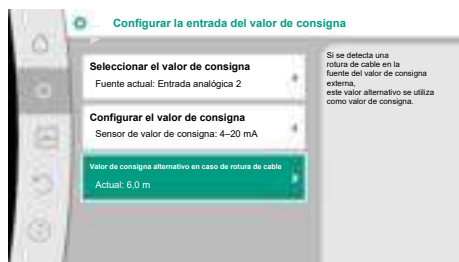 Configurar la entrada del valor de consigna
Seleccionar el valor de consigna
Fuente actual: Entrada analógica 2
Configurar el valor de consigna
Sensor de valor de consigna: 4–20 mA
Valor de consigna alternativo en caso de rotura de cable
Actual: 6,0 m
Si se detecta una
rotura de cable en la
fuente del valor de consigna
externa,
este valor alternativo se utiliza
como valor de consigna.